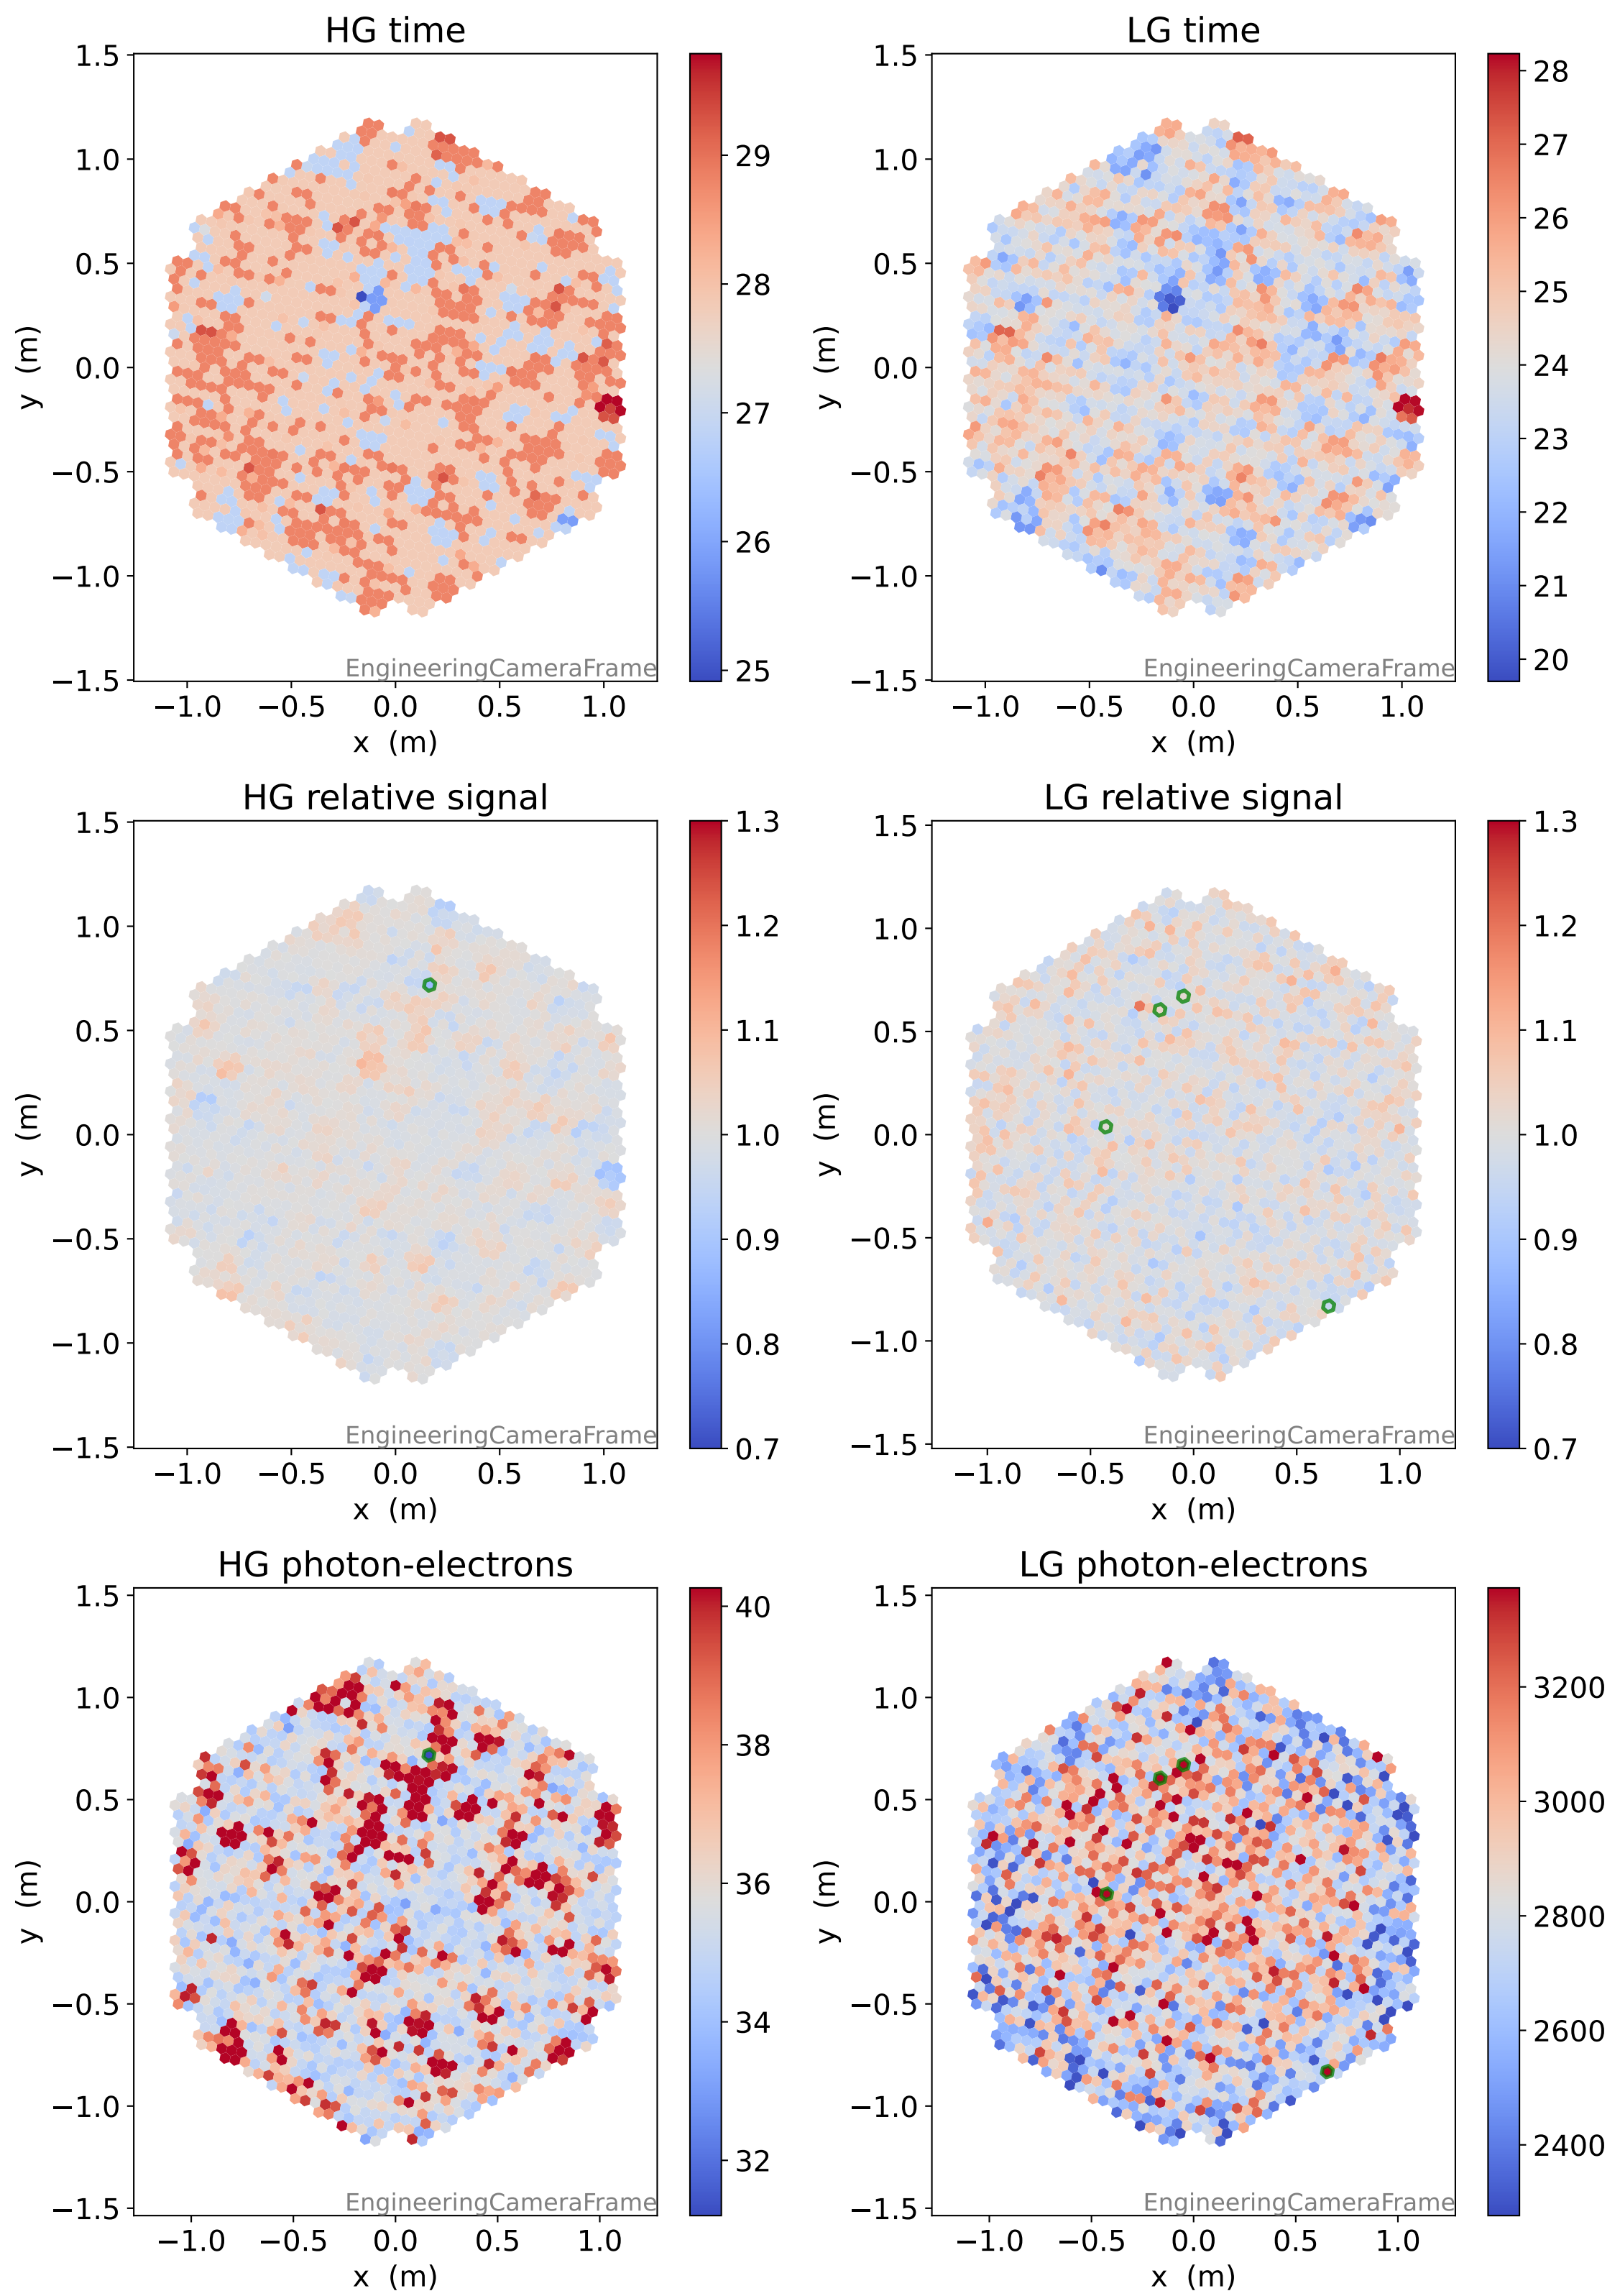 HG time
1.5
1.0
0.5
0.0
−0.5
−1.0
−1.5
y (m)
−1.0 −0.5 0.0 0.5 1.0
x (m)
EngineeringCameraFrame
29
28
27
26
25
LG time
1.5
1.0
0.5
0.0
−0.5
−1.0
−1.5
y (m)
−1.0 −0.5 0.0 0.5 1.0
x (m)
EngineeringCameraFrame
28
27
26
25
24
23
22
21
20
HG relative signal
1.5
1.0
0.5
0.0
−0.5
−1.0
−1.5
y (m)
−1.0 −0.5 0.0 0.5 1.0
x (m)
EngineeringCameraFrame
1.3
1.2
1.1
1.0
0.9
0.8
0.7
LG relative signal
1.5
1.0
0.5
0.0
−0.5
−1.0
−1.5
y (m)
−1.0 −0.5 0.0 0.5 1.0
x (m)
EngineeringCameraFrame
1.3
1.2
1.1
1.0
0.9
0.8
0.7
HG photon-electrons
1.5
1.0
0.5
0.0
−0.5
−1.0
−1.5
y (m)
−1.0 −0.5 0.0 0.5 1.0
x (m)
EngineeringCameraFrame
40
38
36
34
32
LG photon-electrons
1.5
1.0
0.5
0.0
−0.5
−1.0
−1.5
y (m)
−1.0 −0.5 0.0 0.5 1.0
x (m)
EngineeringCameraFrame
3200
3000
2800
2600
2400